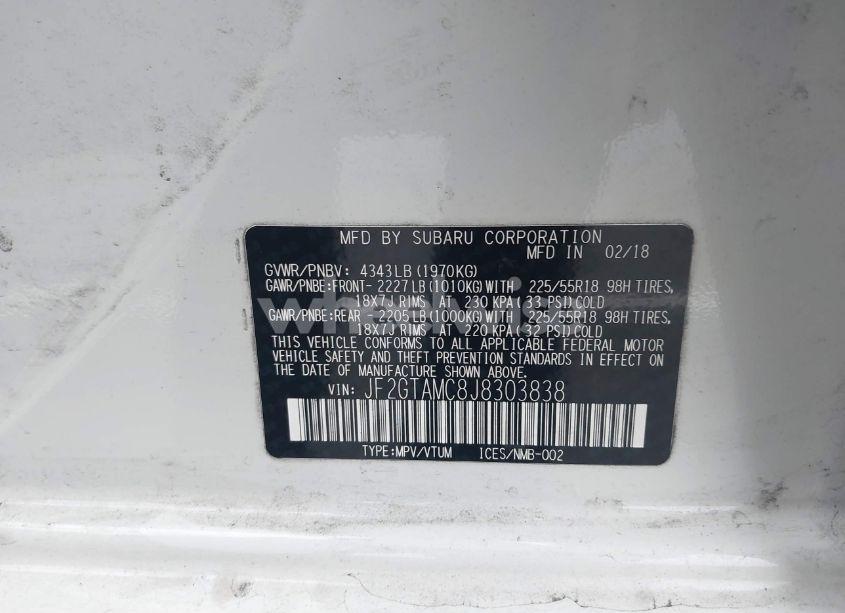 MFD BY SUBARU CORPORATION
MFD IN 02/18
GVWR/PNBV: 4343LB (1970KG)
GAWR/PNBE:FRONT- 2227LB (1010KG) WITH 225/55R18 98H TIRES,
18X7J RIMS AT 230 KPA (33 PSI) COLD
GAWR/PNBE:REAR - 2205LB (1000KG) WITH 225/55R18 98H TIRES,
18X7J RIMS AT 220 KPA (32 PSI) COLD
THIS VEHICLE CONFORMS TO ALL APPLICABLE FEDERAL MOTOR
VEHICLE SAFETY AND THEFT PREVENTION STANDARDS IN EFFECT ON
THE DATE OF MANUFACTURE SHOWN ABOVE.
VIN: JF2GTAMC8J8303838
TYPE:MPV/VTUM ICES/NMB-002